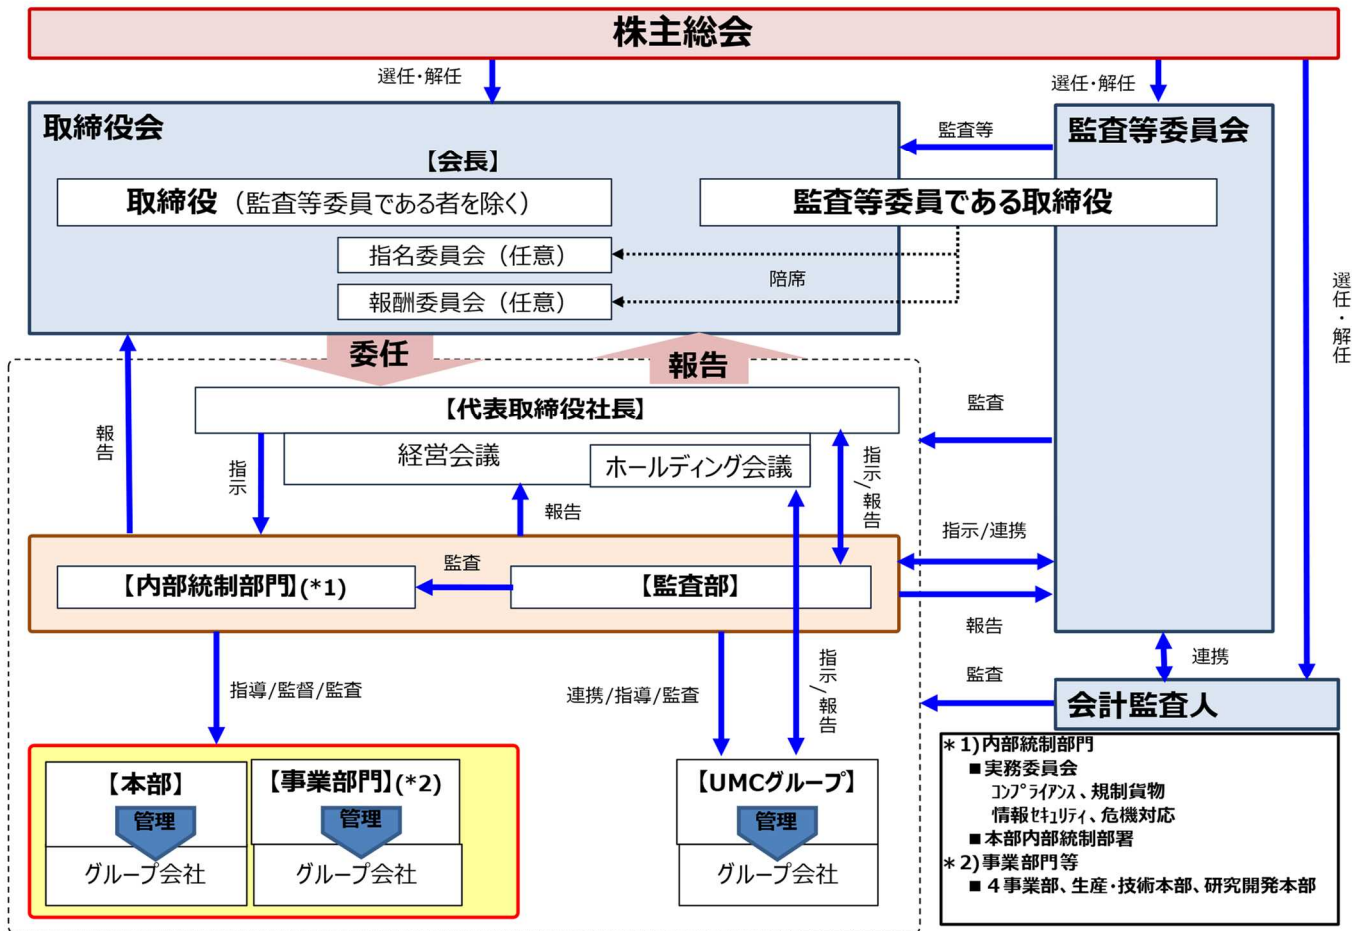 株主総会
選任・解任
選任・解任
取締役会
監査等
監査等委員会
【会長】
取締役（監査等委員である者を除く）
監査等委員である取締役
指名委員会（任意）
陪席
報酬委員会（任意）
選任・解任
委任
報告
【代表取締役社長】
監査
経営会議
ホールディング会議
報告
指示
報告
指示/報告
指示/連携
監査
【内部統制部門】(*1)
【監査部】
報告
指導/監督/監査
連携/指導/監査
指示/報告
連携
監査
会計監査人
【本部】
管理
グループ会社
【事業部門】(*2)
管理
グループ会社
【UMCグループ】
管理
グループ会社
＊1)内部統制部門
■実務委員会
ｺﾝﾌﾟﾗｲｱﾝｽ、規制貨物
情報ｾｷｭﾘﾃｨ、危機対応
■本部内部統制部署
＊2)事業部門等
■４事業部、生産・技術本部、研究開発本部